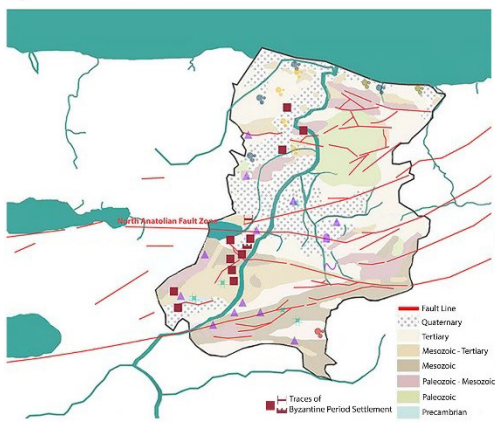 North Anatolian Fault Zone
Fault Line
Quaternary
Tertiary
Mesozoic - Tertiary
Mesozoic
Paleozoic - Mesozoic
Paleozoic
Precambrian
Traces of
Byzantine Period Settlement